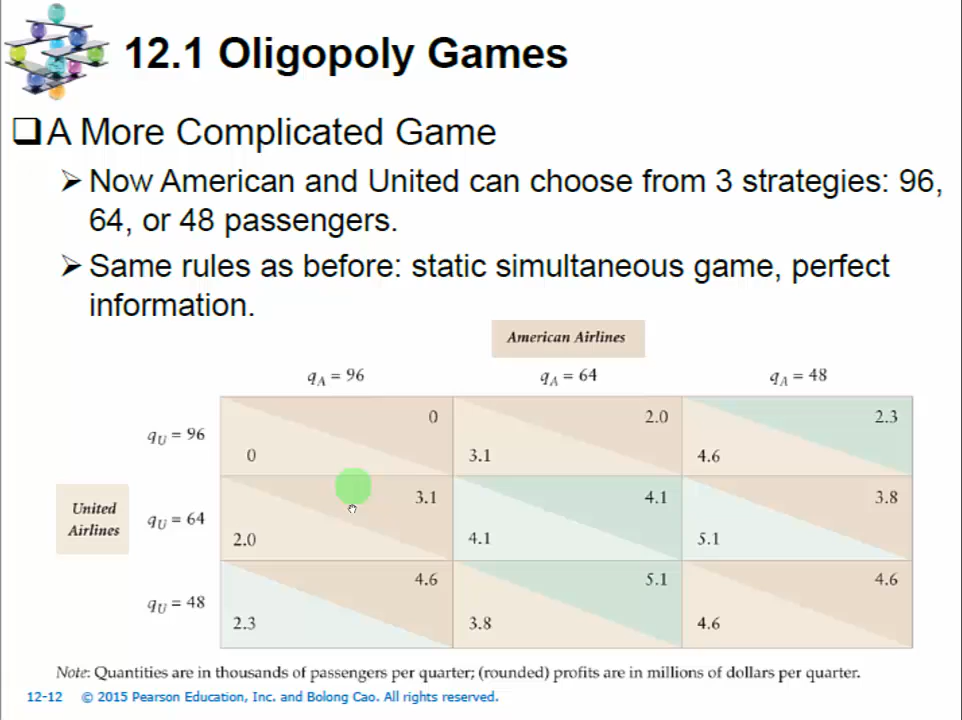 12.1 Oligopoly Games
A More Complicated Game
Now American and United can choose from 3 strategies: 96,
64, or 48 passengers.
Same rules as before: static simultaneous game, perfect
information.
American Airlines
qA = 96 qA = 64 qA = 48
qU = 96 0 0 3.1 2.0 4.6 2.3
United
Airlines
qU = 64 2.0 3.1 4.1 4.1 5.1 3.8
qU = 48 2.3 4.6 3.8 5.1 4.6 4.6
Note: Quantities are in thousands of passengers per quarter; (rounded) profits are in millions of dollars per quarter.
12-12 © 2015 Pearson Education, Inc. and Bolong Cao. All rights reserved.